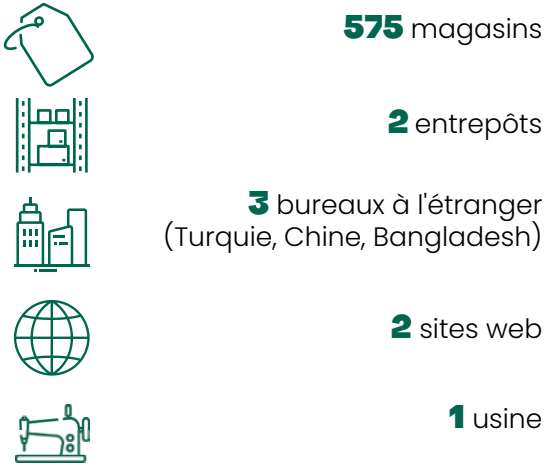 575 magasins
2 entrepôts
3 bureaux à l'étranger
(Turquie, Chine, Bangladesh)
2 sites web
1 usine